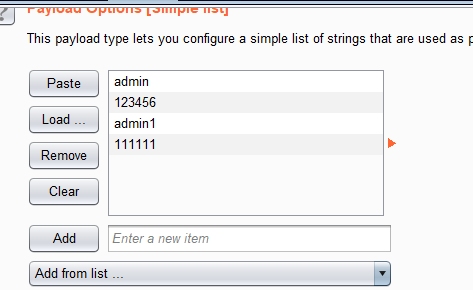 Payload Options [Simple list]
This payload type lets you configure a simple list of strings that are used as p
Paste
admin
123456
Load ...
admin1
111111
Remove
Clear
Add
Enter a new item
Add from list ...